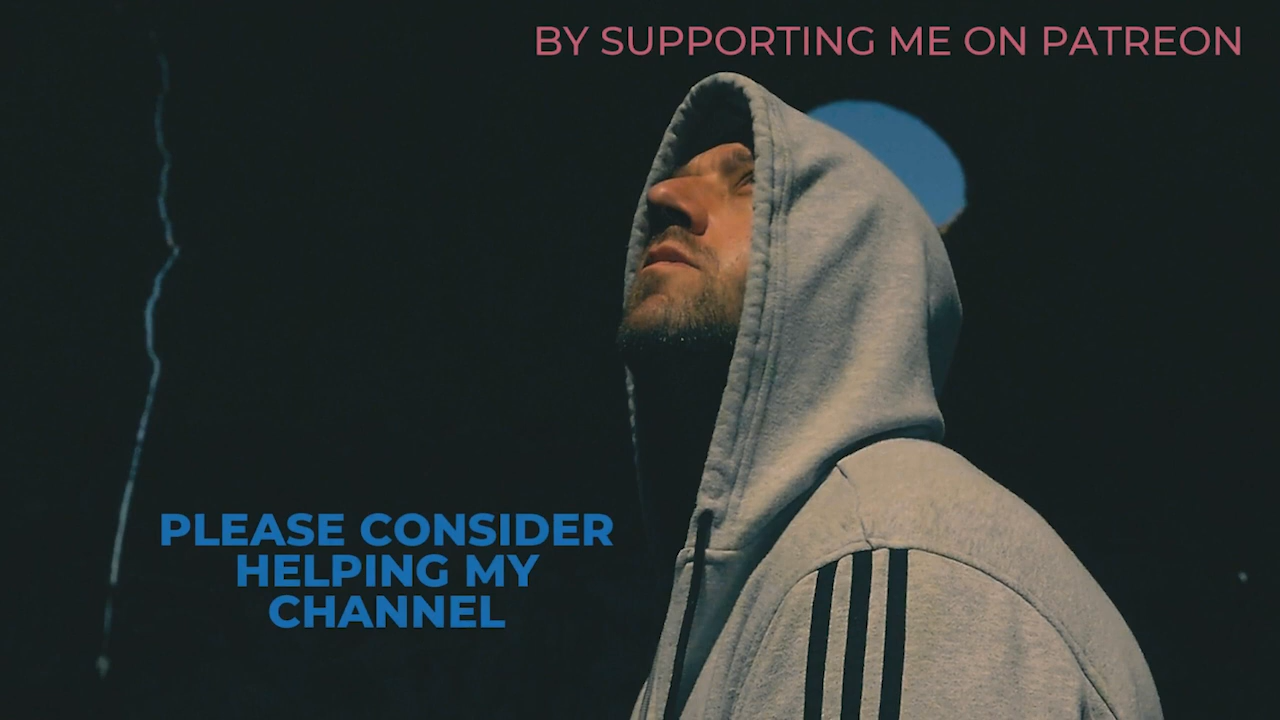 BY SUPPORTING ME ON PATREON
PLEASE CONSIDER
HELPING MY
CHANNEL